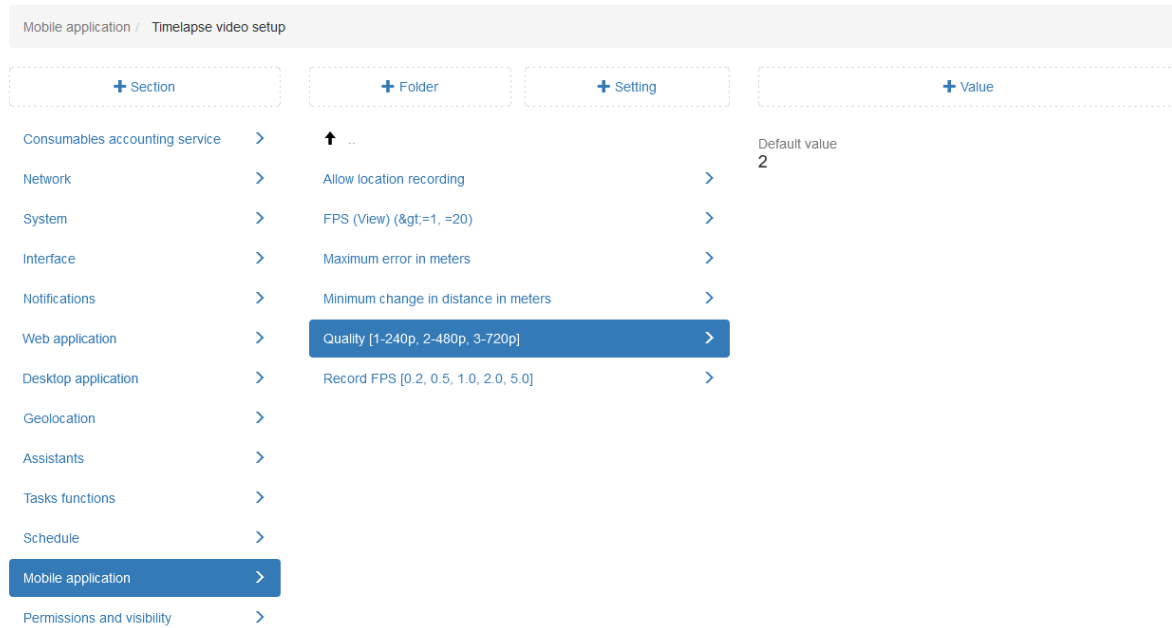 Mobile application / Timelapse video setup
+ Section
+ Folder
+ Setting
+ Value
Consumables accounting service
Network
System
Interface
Notifications
Web application
Desktop application
Geolocation
Assistants
Tasks functions
Schedule
Mobile application
Permissions and visibility
..
Allow location recording
FPS (View) (&gt;=1, =20)
Maximum error in meters
Minimum change in distance in meters
Quality [1-240p, 2-480p, 3-720p]
Record FPS [0.2, 0.5, 1.0, 2.0, 5.0]
Default value
2